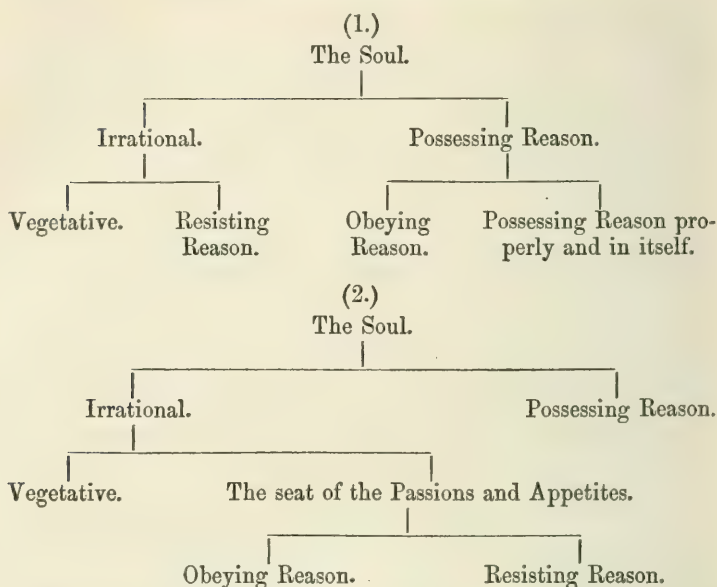 (1.)
The Soul.
Irrational. Possessing Reason.
Vegetative. Resisting Obeying Possessing Reason pro-
Reason. Reason. perly and in itself.
(2.)
The Soul.
Irrational. Possessing Reason.
Vegetative. The seat of the Passions and Appetites.
Obeying Reason. Resisting Reason.